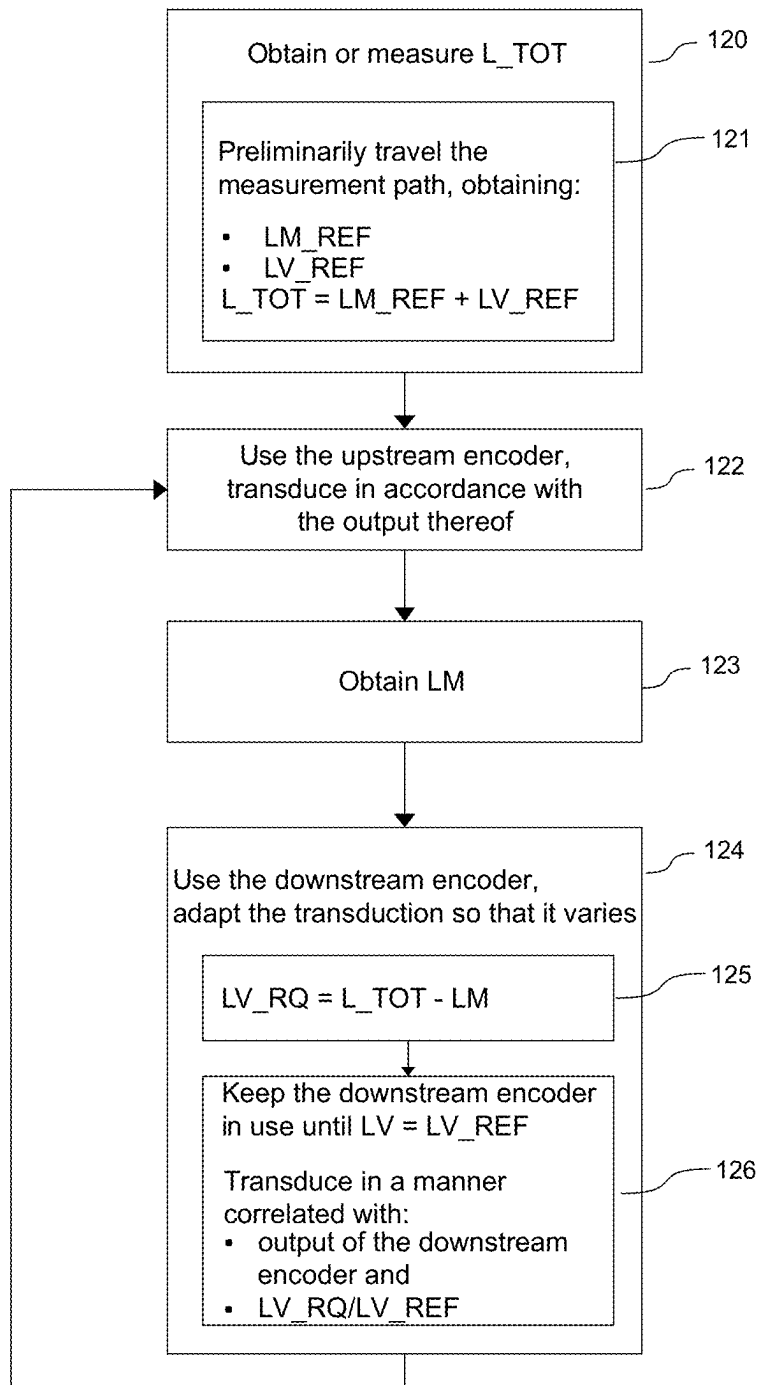 Obtain or measure L_TOT
120
Preliminarily travel the
measurement path, obtaining:
▪ LM_REF
▪ LV_REF
L_TOT = LM_REF + LV_REF
121
Use the upstream encoder,
transduce in accordance with
the output thereof
122
Obtain LM
123
Use the downstream encoder,
adapt the transduction so that it varies
124
LV_RQ = L_TOT - LM
125
Keep the downstream encoder
in use until LV = LV_REF
Transduce in a manner
correlated with:
▪ output of the downstream
encoder and
▪ LV_RQ/LV_REF
126